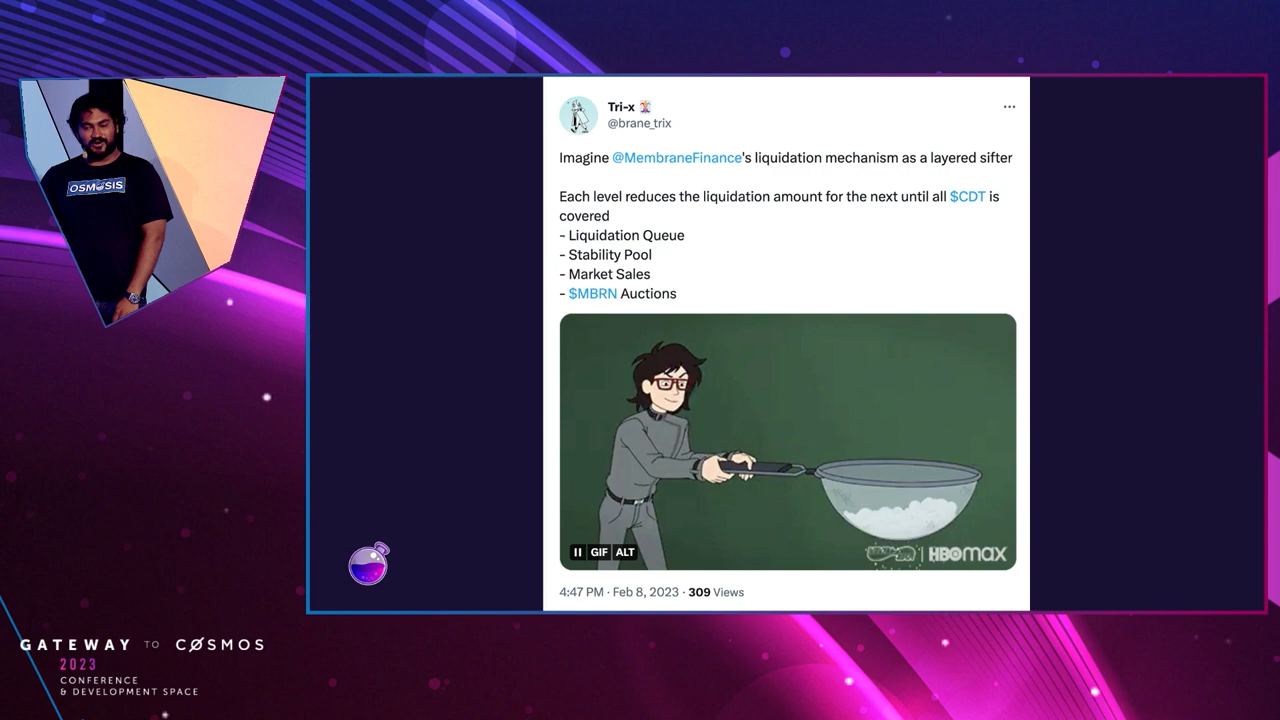 OSMOSIS
Tri-x
@brane_trix
Imagine @MembraneFinance's liquidation mechanism as a layered sifter
Each level reduces the liquidation amount for the next until all $CDT is
covered
- Liquidation Queue
- Stability Pool
- Market Sales
- $MBRN Auctions
GIF ALT
HBOMAX
4:47 PM · Feb 8, 2023 · 309 Views
GATEWAY TO COSMOS
2023
CONFERENCE
& DEVELOPMENT SPACE